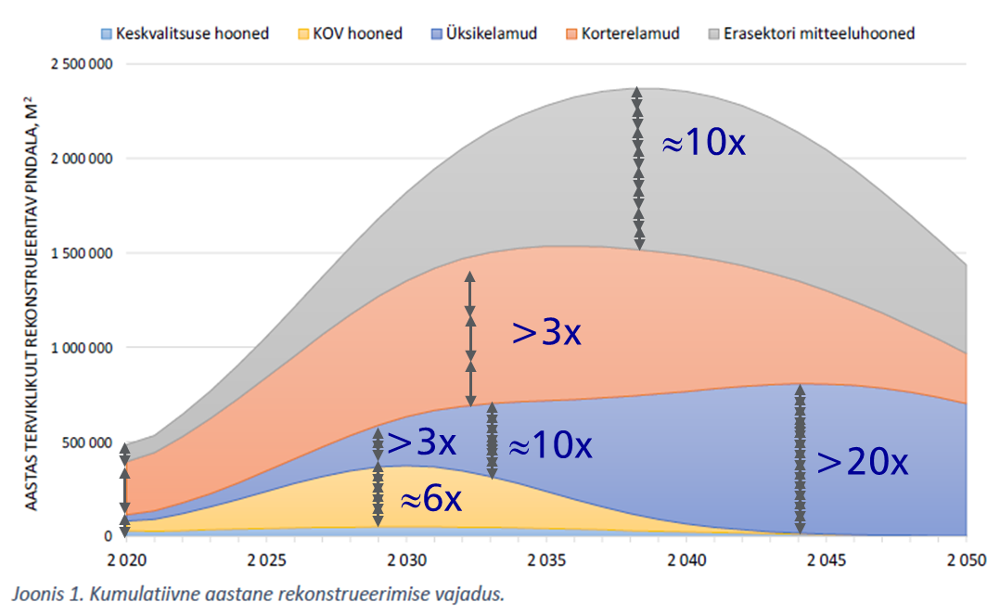 Keskvalitsuse hooned KOV hooned Üksikelamud Korterelamud Erasektori mitteeluhooned
AASTAS TERVIKLIKULT REKONSTRUEERITAV PINDALA, M²
2 500 000
2 000 000
1 500 000
1 000 000
500 000
0
≈10x
>3x
>3x
≈10x
≈6x
>20x
2 020 2 025 2 030 2 035 2 040 2 045 2 050
Joonis 1. Kumulatiivne aastane rekonstrueerimise vajadus.